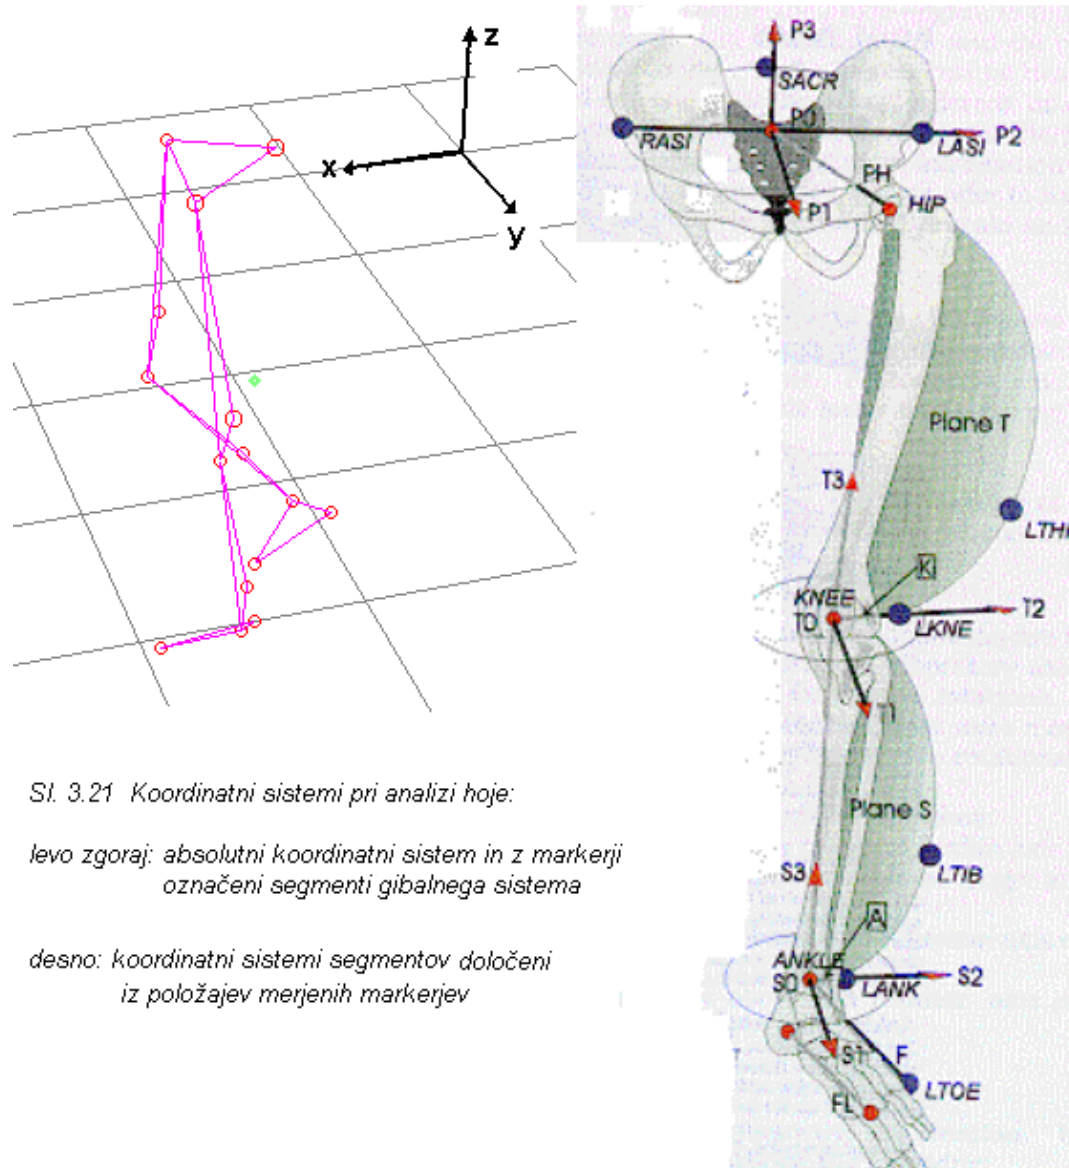 z
x
y
P3
SACR
P0
RASI
LASI
P2
PH
HIP
P1
Plane T
T3
LTHI
K
KNEE
T0
LKNE
T2
T1
Plane S
S3
LTIB
A
ANKLE
S0
LANK
S2
S1
F
LTOE
FL
Sl. 3.21 Koordinatni sistemi pri analizi hoje:
levo zgoraj: absolutni koordinatni sistem in z markerji
označeni segmenti gibalnega sistema
desno: koordinatni sistemi segmentov določeni
iz položajev merjenih markerjev